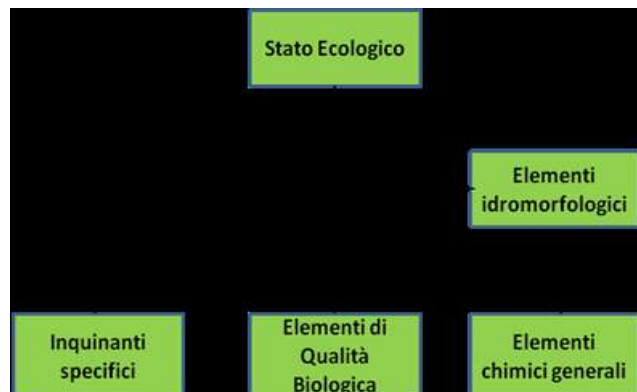 Stato Ecologico
Elementi
idromorfologici
Inquinanti
specifici
Elementi di
Qualità
Biologica
Elementi
chimici generali